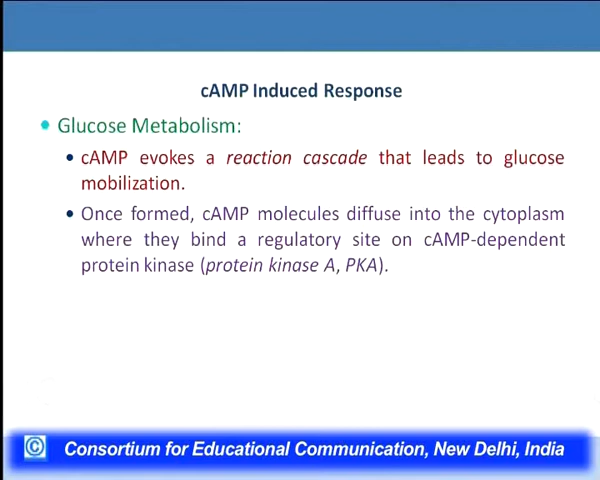 cAMP Induced Response
Glucose Metabolism:
cAMP evokes a reaction cascade that leads to glucose
mobilization.
Once formed, cAMP molecules diffuse into the cytoplasm
where they bind a regulatory site on cAMP-dependent
protein kinase (protein kinase A, PKA).
© Consortium for Educational Communication, New Delhi, India